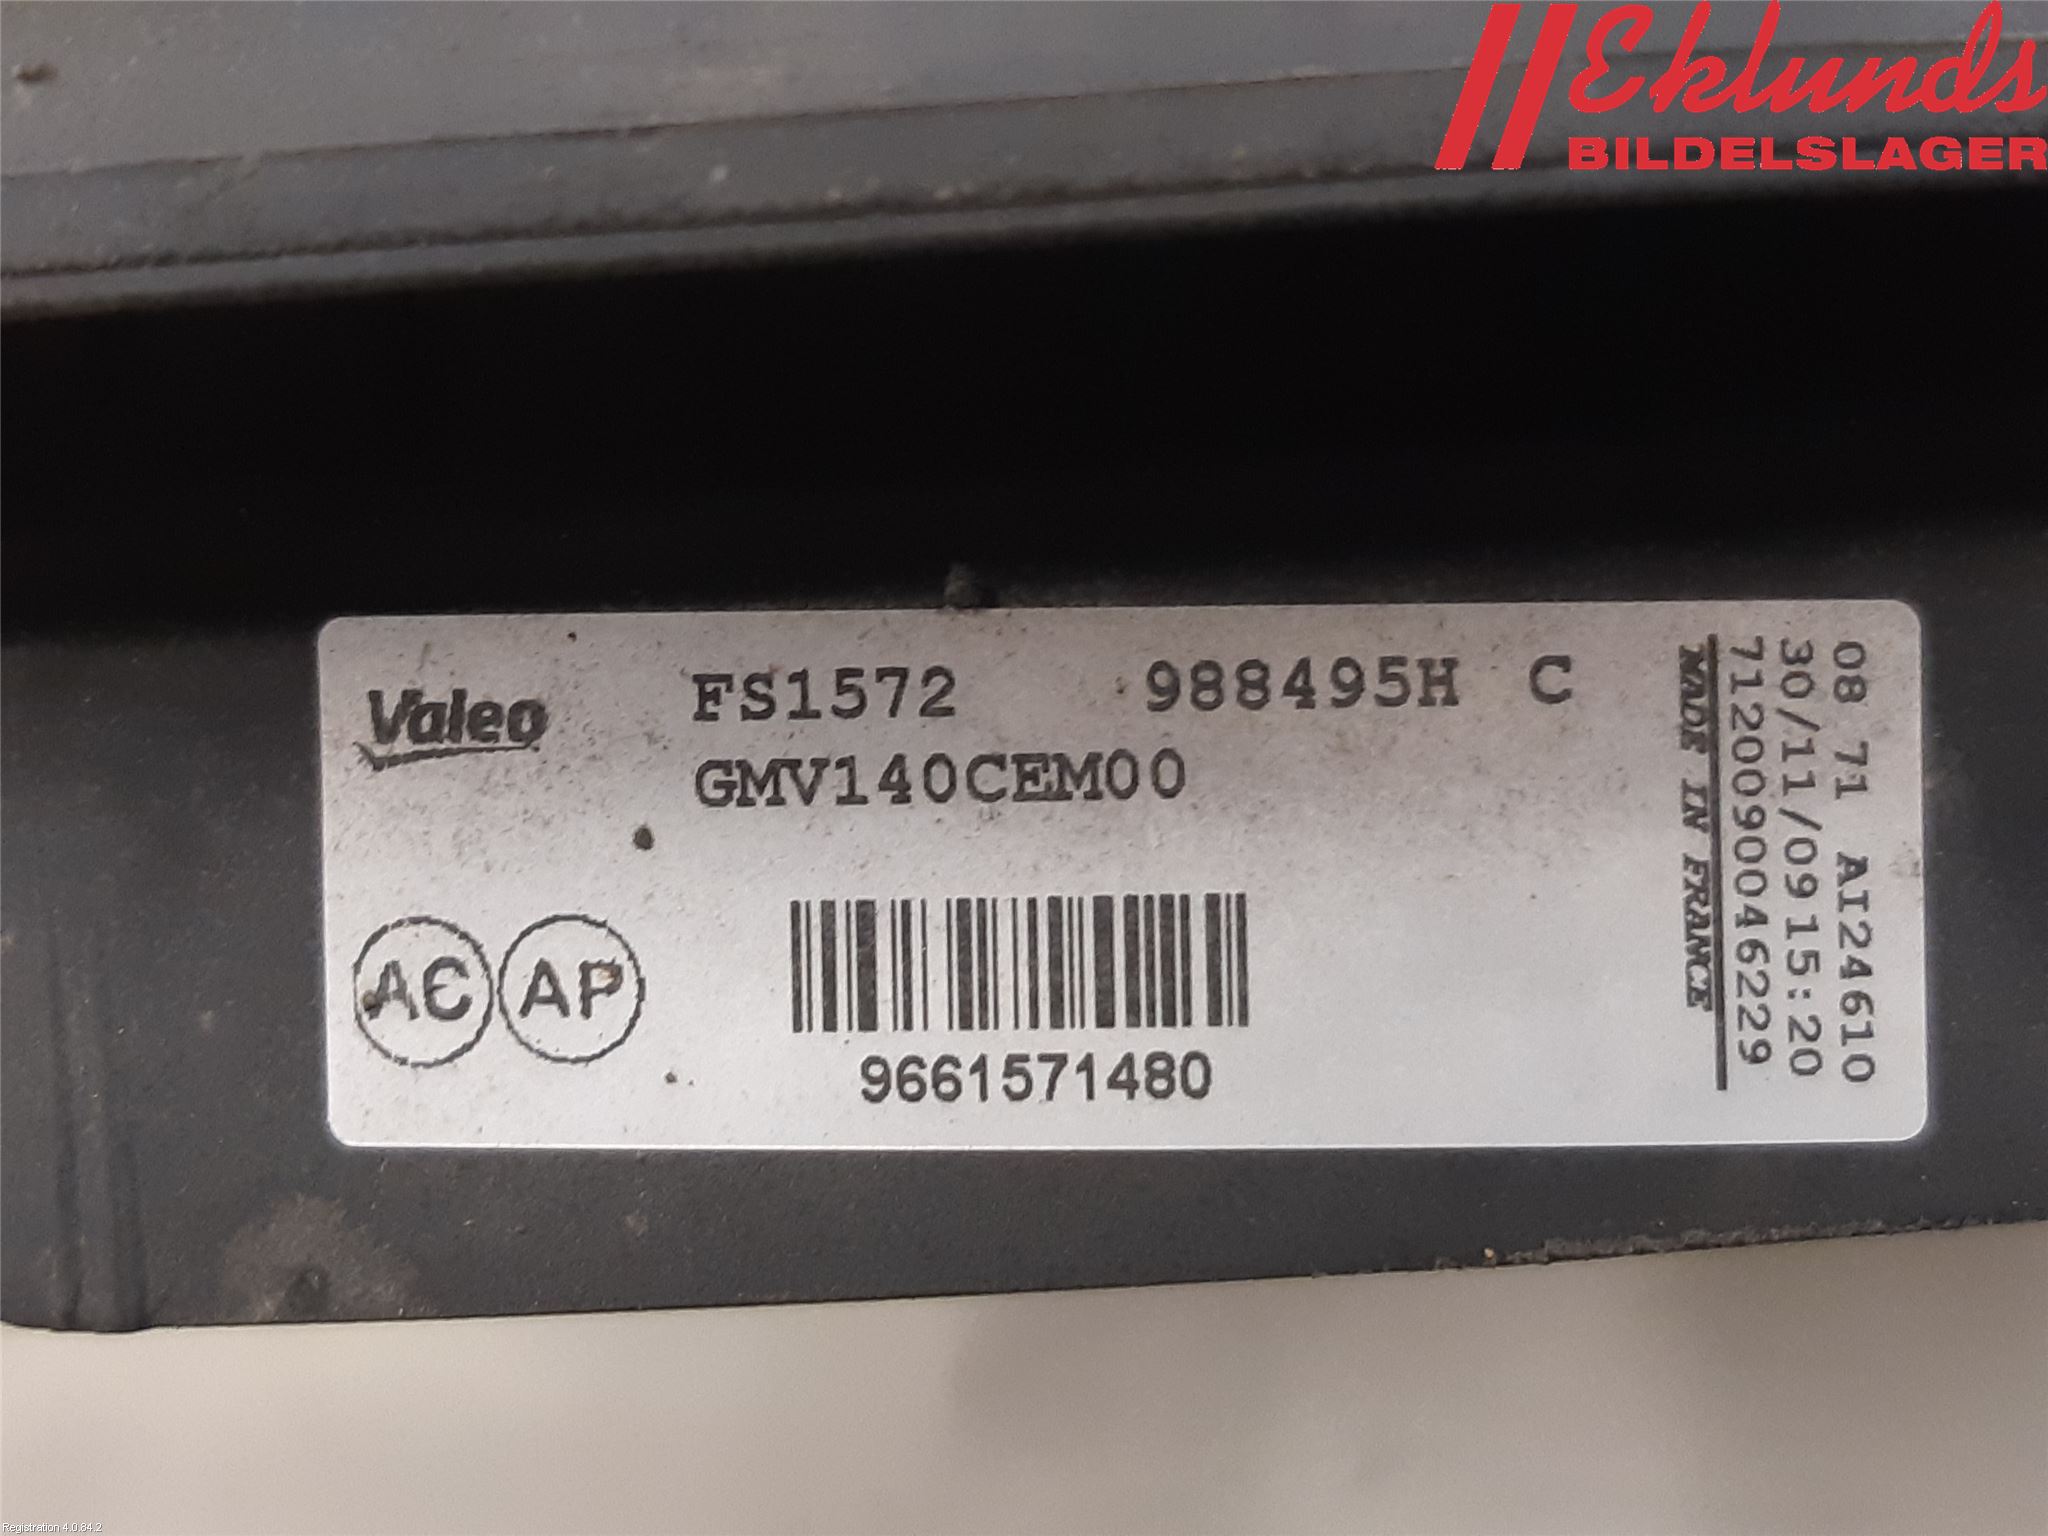 Eklunds
BILDELSLAGER
Valeo
FS1572 988495H C
GMV140CEM00
AC AP
9661571480
08 71 AI24610
30/11/09 15:20
7120090046229
MADE IN FRANCE
Registration 4.0.84.2